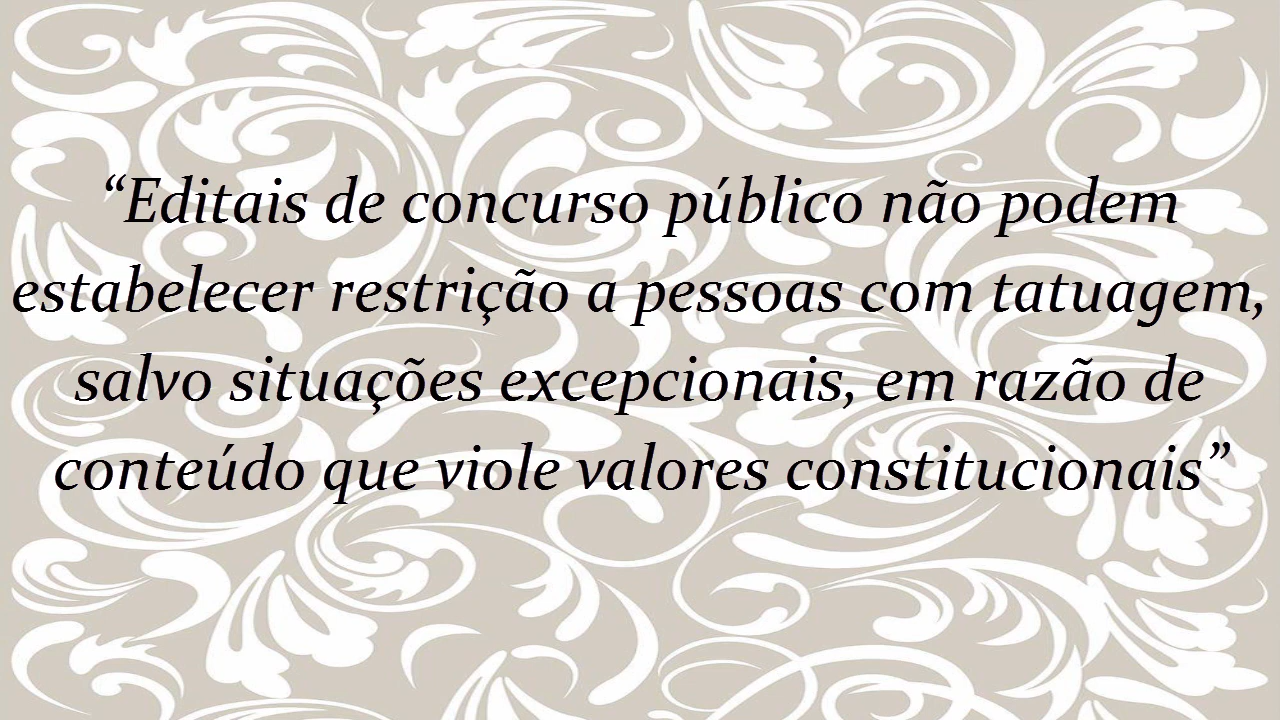 “Editais de concurso público não podem
estabelecer restrição a pessoas com tatuagem,
salvo situações excepcionais, em razão de
conteúdo que viole valores constitucionais”